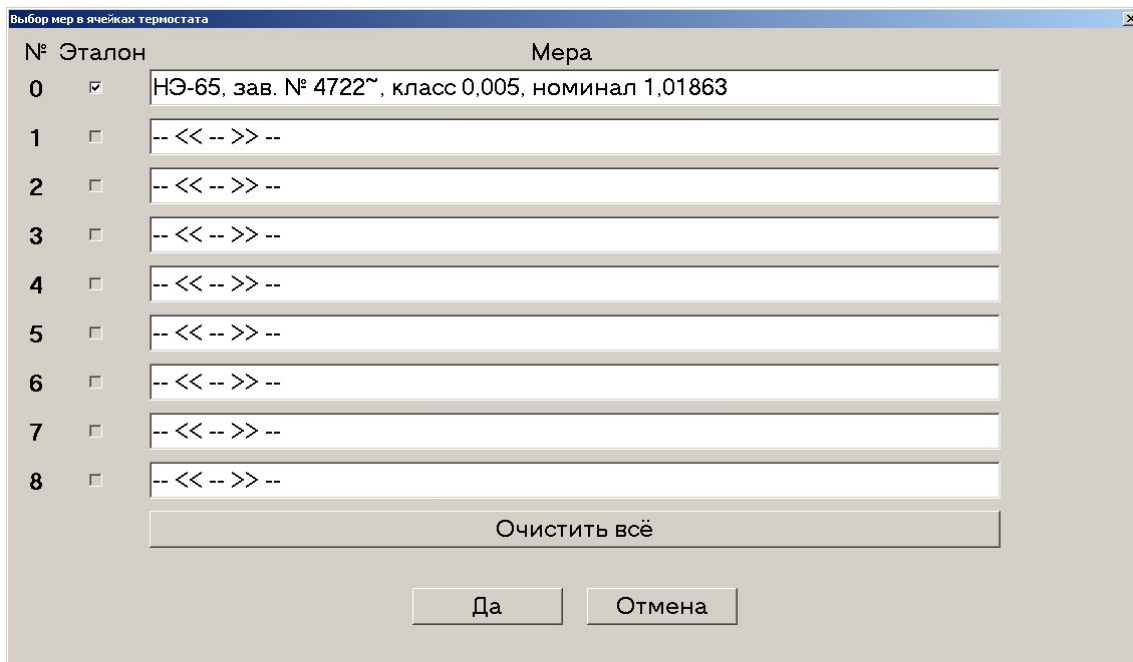 Выбор мер в ячейках термостата
№ Эталон Мера
0 НЭ-65, зав. № 4722~, класс 0,005, номинал 1,01863
1 -- << -- >> --
2 -- << -- >> --
3 -- << -- >> --
4 -- << -- >> --
5 -- << -- >> --
6 -- << -- >> --
7 -- << -- >> --
8 -- << -- >> --
Очистить всё
Да Отмена